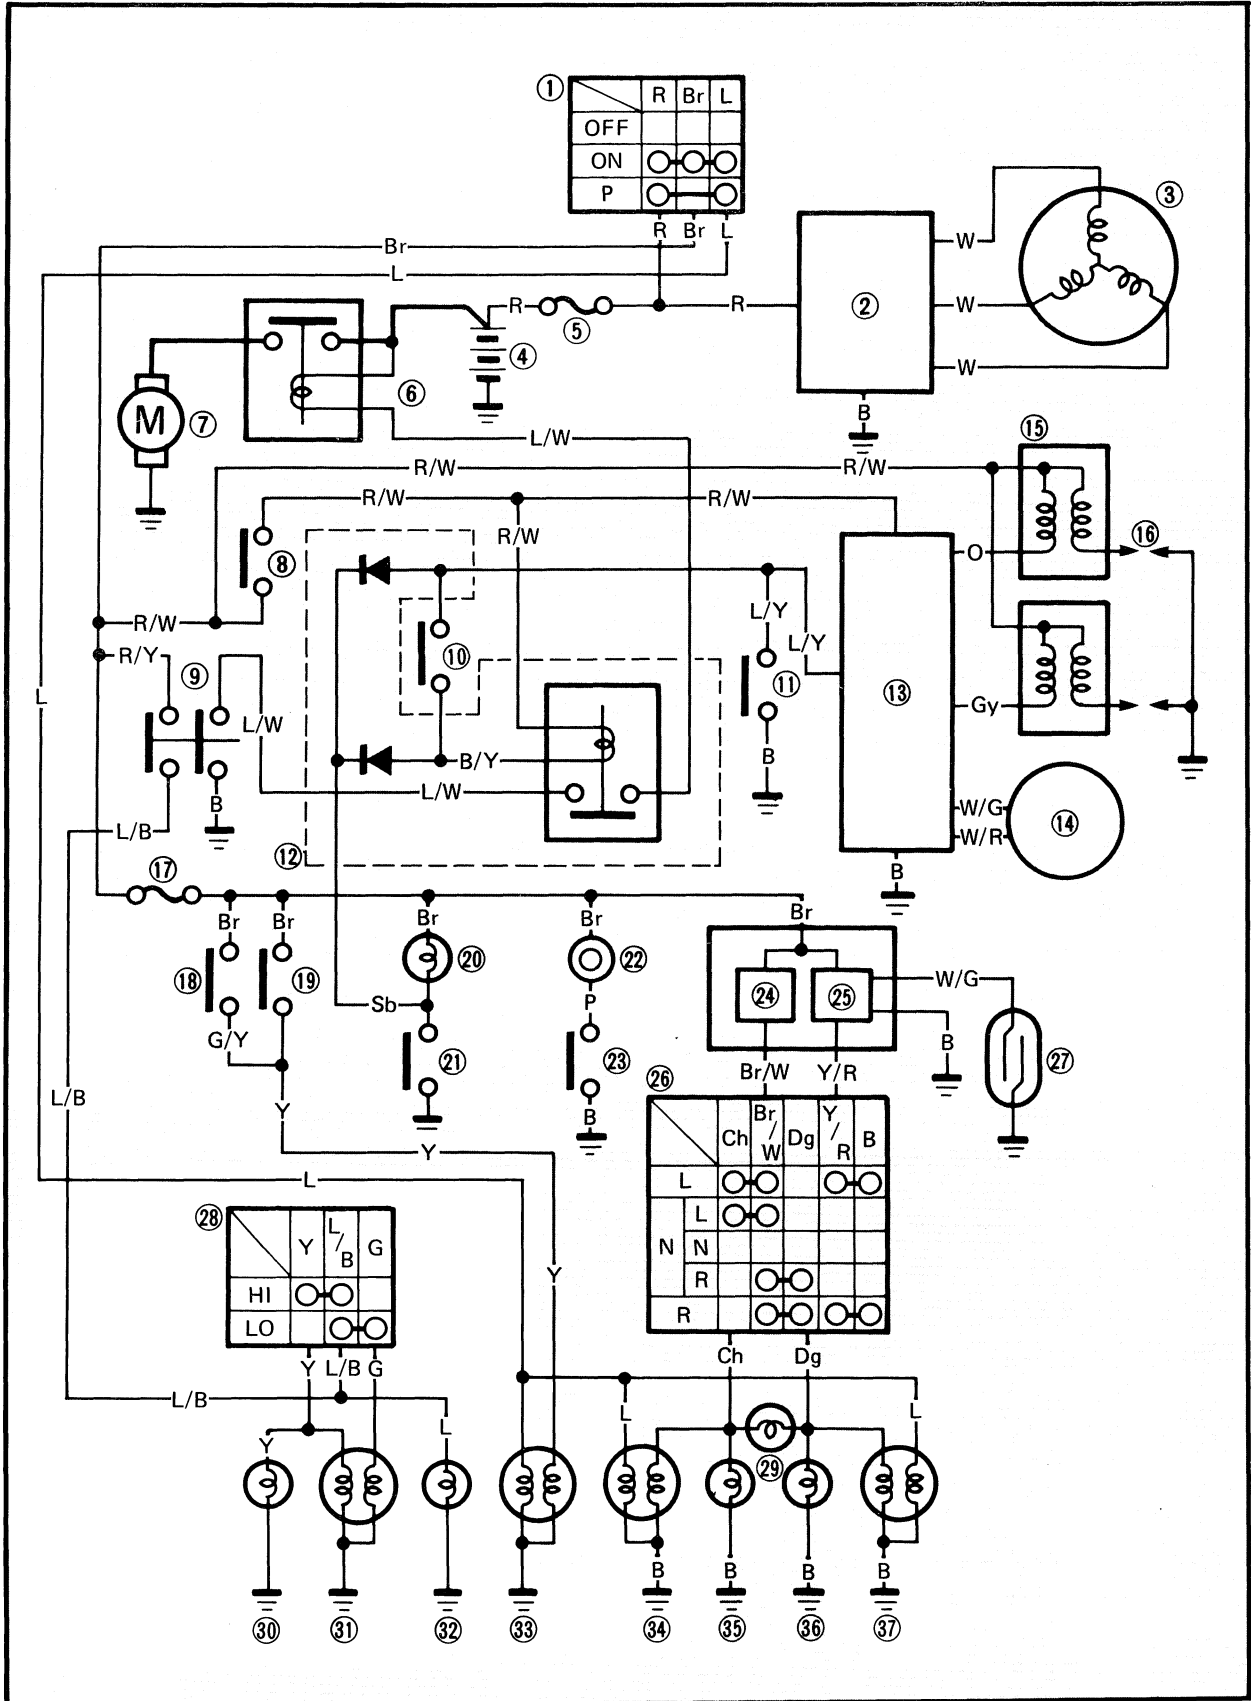 ① R Br L
OFF
ON
P
R Br L
Br
L
③
W
②
W
W
B
R
⑤
R
④
⑥
M
⑦
L/W
R/W
R/W
R/W
R/W
R/W
⑮
⑯
O
⑧
L/Y
L/Y
R/W
R/Y
⑨
⑩
⑪
⑬
L
L/W
Gy
B/Y
B
L/W
B
L/B
W/G
W/R
⑭
⑫
⑰
B
Br
Br
Br
Br
Br
⑱
⑲
⑳
㉒
㉔
㉕
W/G
Sb
P
G/Y
㉑
㉓
B
㉗
L/B
Y
B
Br/W
Y/R
㉖
Ch Br/W Dg Y/R B
Y
L
L
N L
N
R
R
㉘
Y L/B G
HI
LO
Y
Y L/B G
Ch Dg
L/B
Y
L
L
L
㉙
B
B
B
B
㉚ ㉛ ㉜ ㉝ ㉞ ㉟ ㊱ ㊲